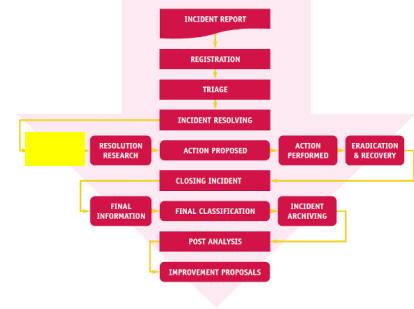 INCIDENT REPORT
REGISTRATION
TRIAGE
INCIDENT RESOLVING
RESOLUTION
RESEARCH
ACTION PROPOSED
ACTION
PERFORMED
ERADICATION
& RECOVERY
CLOSING INCIDENT
FINAL
INFORMATION
FINAL CLASSIFICATION
INCIDENT
ARCHIVING
POST ANALYSIS
IMPROVEMENT PROPOSALS